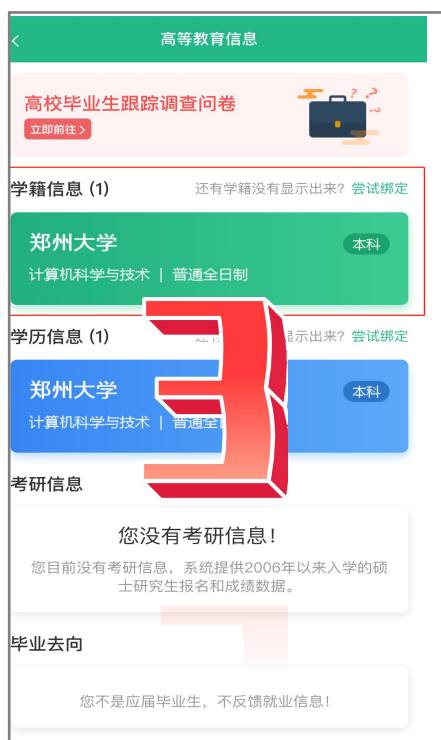 高等教育信息
高校毕业生跟踪调查问卷
立即前往 >
学籍信息 (1) 还有学籍没有显示出来? 尝试绑定
郑州大学 本科
计算机科学与技术 | 普通全日制
学历信息 (1) 显示出来? 尝试绑定
郑州大学 本科
计算机科学与技术 | 普通全
3
考研信息
您没有考研信息!
您目前没有考研信息,系统提供2006年以来入学的硕
士研究生报名和成绩数据。
毕业去向
您不是应届毕业生,不反馈就业信息!